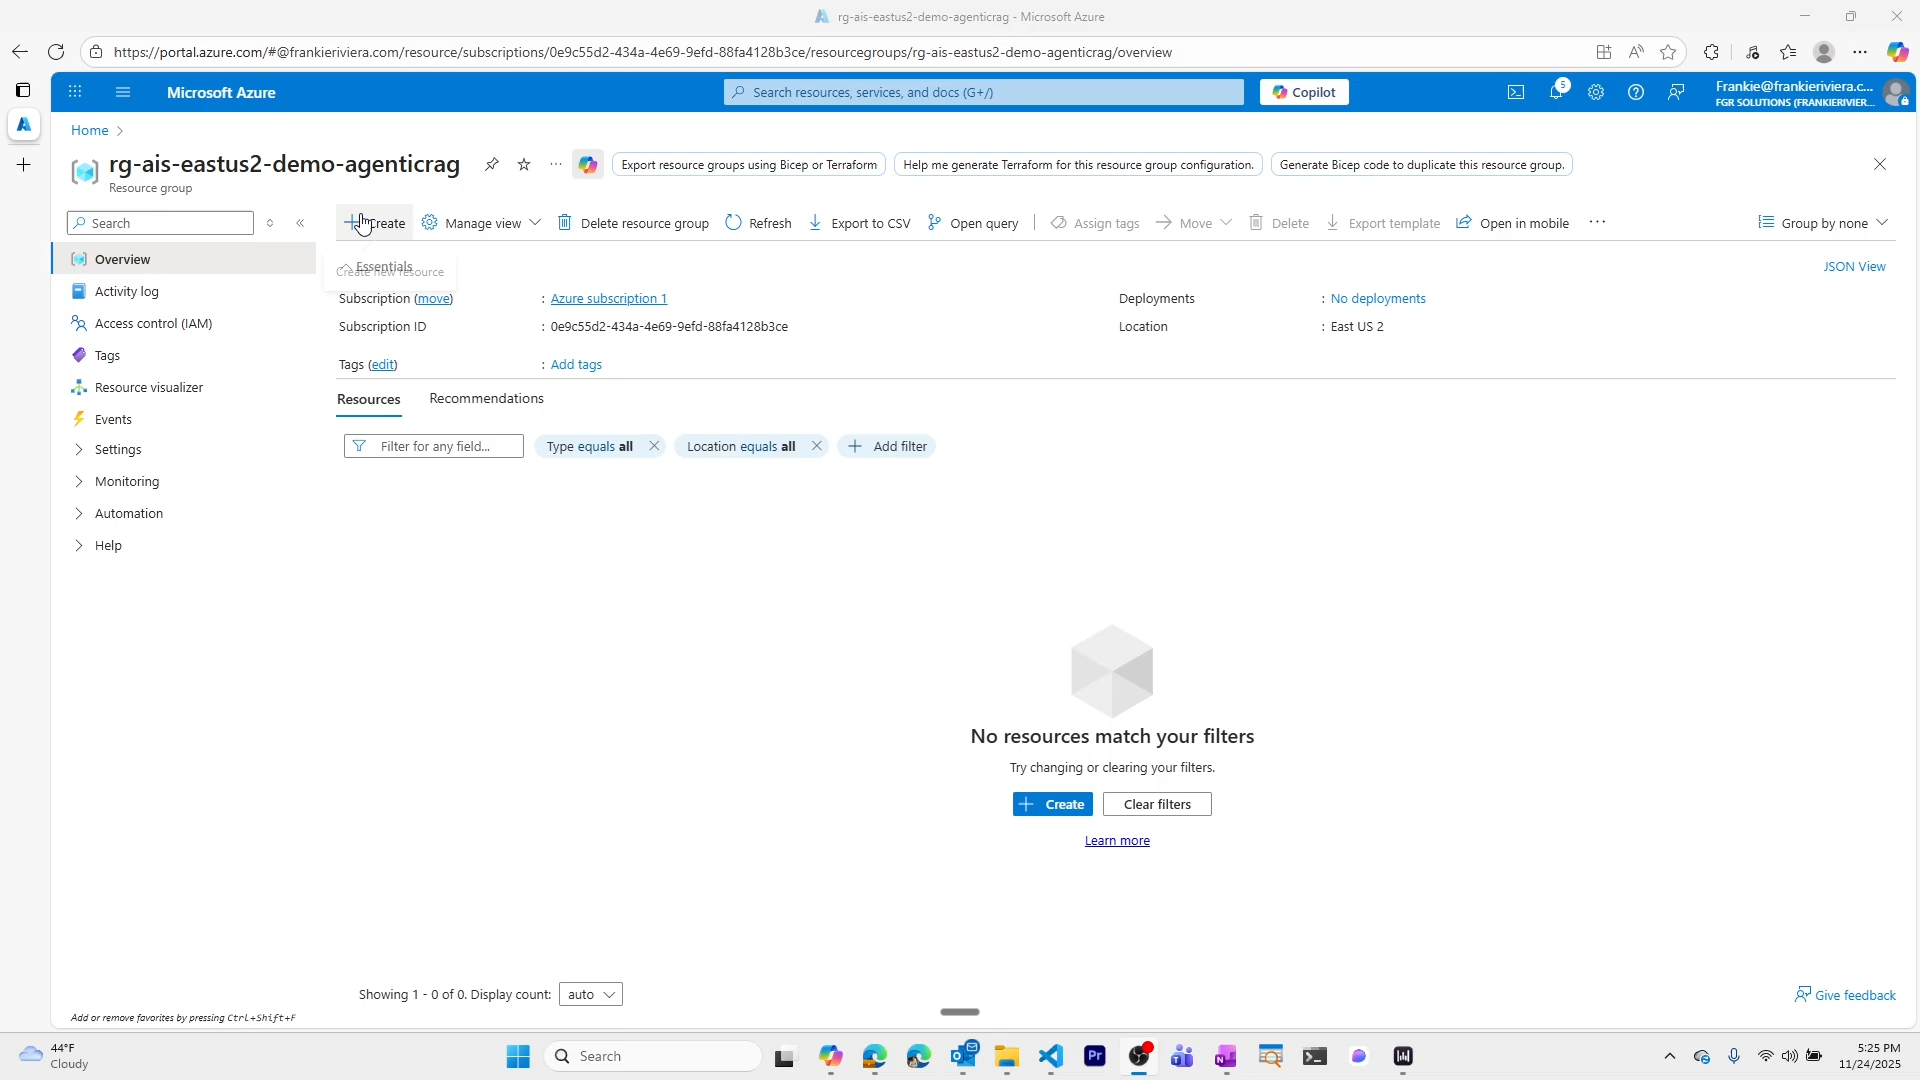 rg-ais-eastus2-demo-agenticrag - Microsoft Azure
https://portal.azure.com/#@frankieriviera.com/resource/subscriptions/0e9c55d2-434a-4e69-9efd-88fa4128b3ce/resourcegroups/rg-ais-eastus2-demo-agenticrag/overview
Microsoft Azure
Search resources, services, and docs (G+/)
Copilot
5
Frankie@frankieriviera.c...
FGR SOLUTIONS (FRANKIERIVIER...
Home
rg-ais-eastus2-demo-agenticrag
Resource group
Export resource groups using Bicep or Terraform
Help me generate Terraform for this resource group configuration.
Generate Bicep code to duplicate this resource group.
Search
Create
Manage view
Delete resource group
Refresh
Export to CSV
Open query
Assign tags
Move
Delete
Export template
Open in mobile
Group by none
Overview
Activity log
Access control (IAM)
Tags
Resource visualizer
Events
Settings
Monitoring
Automation
Help
Essentials
Create new resource
JSON View
Subscription (move) : Azure subscription 1
Subscription ID : 0e9c55d2-434a-4e69-9efd-88fa4128b3ce
Deployments : No deployments
Location : East US 2
Tags (edit) : Add tags
Resources
Recommendations
Filter for any field...
Type equals all
Location equals all
Add filter
No resources match your filters
Try changing or clearing your filters.
Create
Clear filters
Learn more
Showing 1 - 0 of 0. Display count: auto
Give feedback
Add or remove favorites by pressing Ctrl+Shift+F
44°F
Cloudy
Search
Pr
5:25 PM
11/24/2025